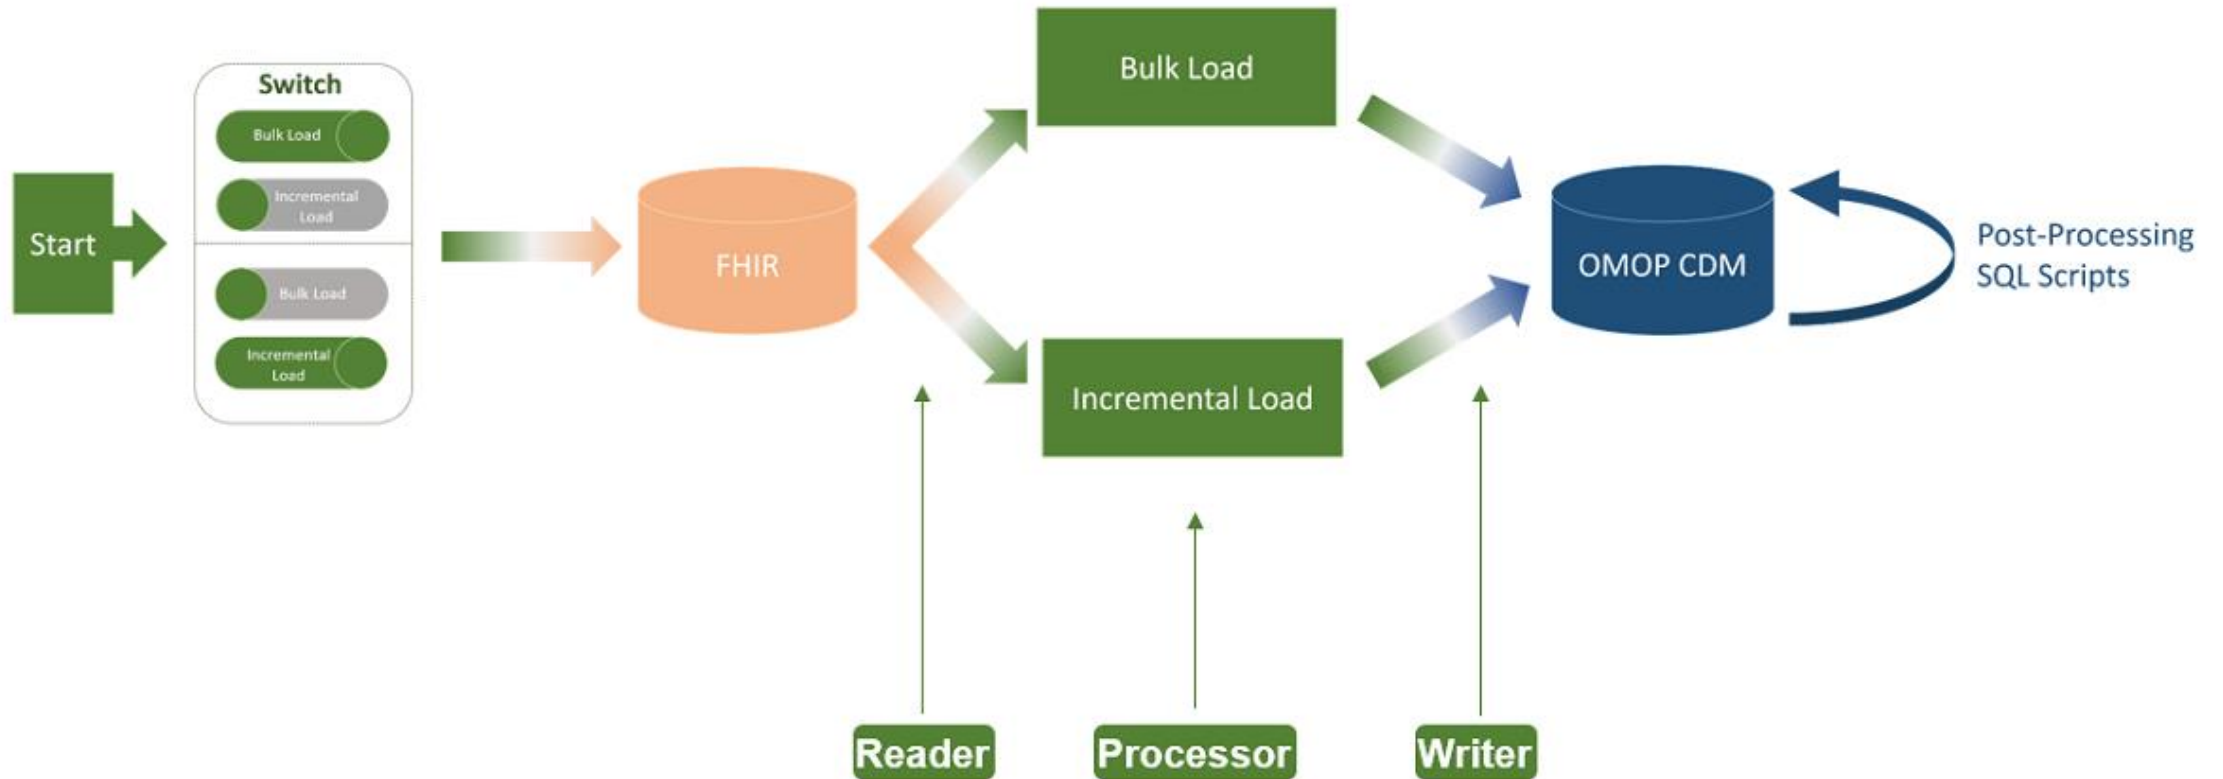 Start
Switch
Bulk Load
Incremental
Load
Bulk Load
Incremental
Load
FHIR
Bulk Load
Incremental Load
OMOP CDM
Post-Processing
SQL Scripts
Reader
Processor
Writer